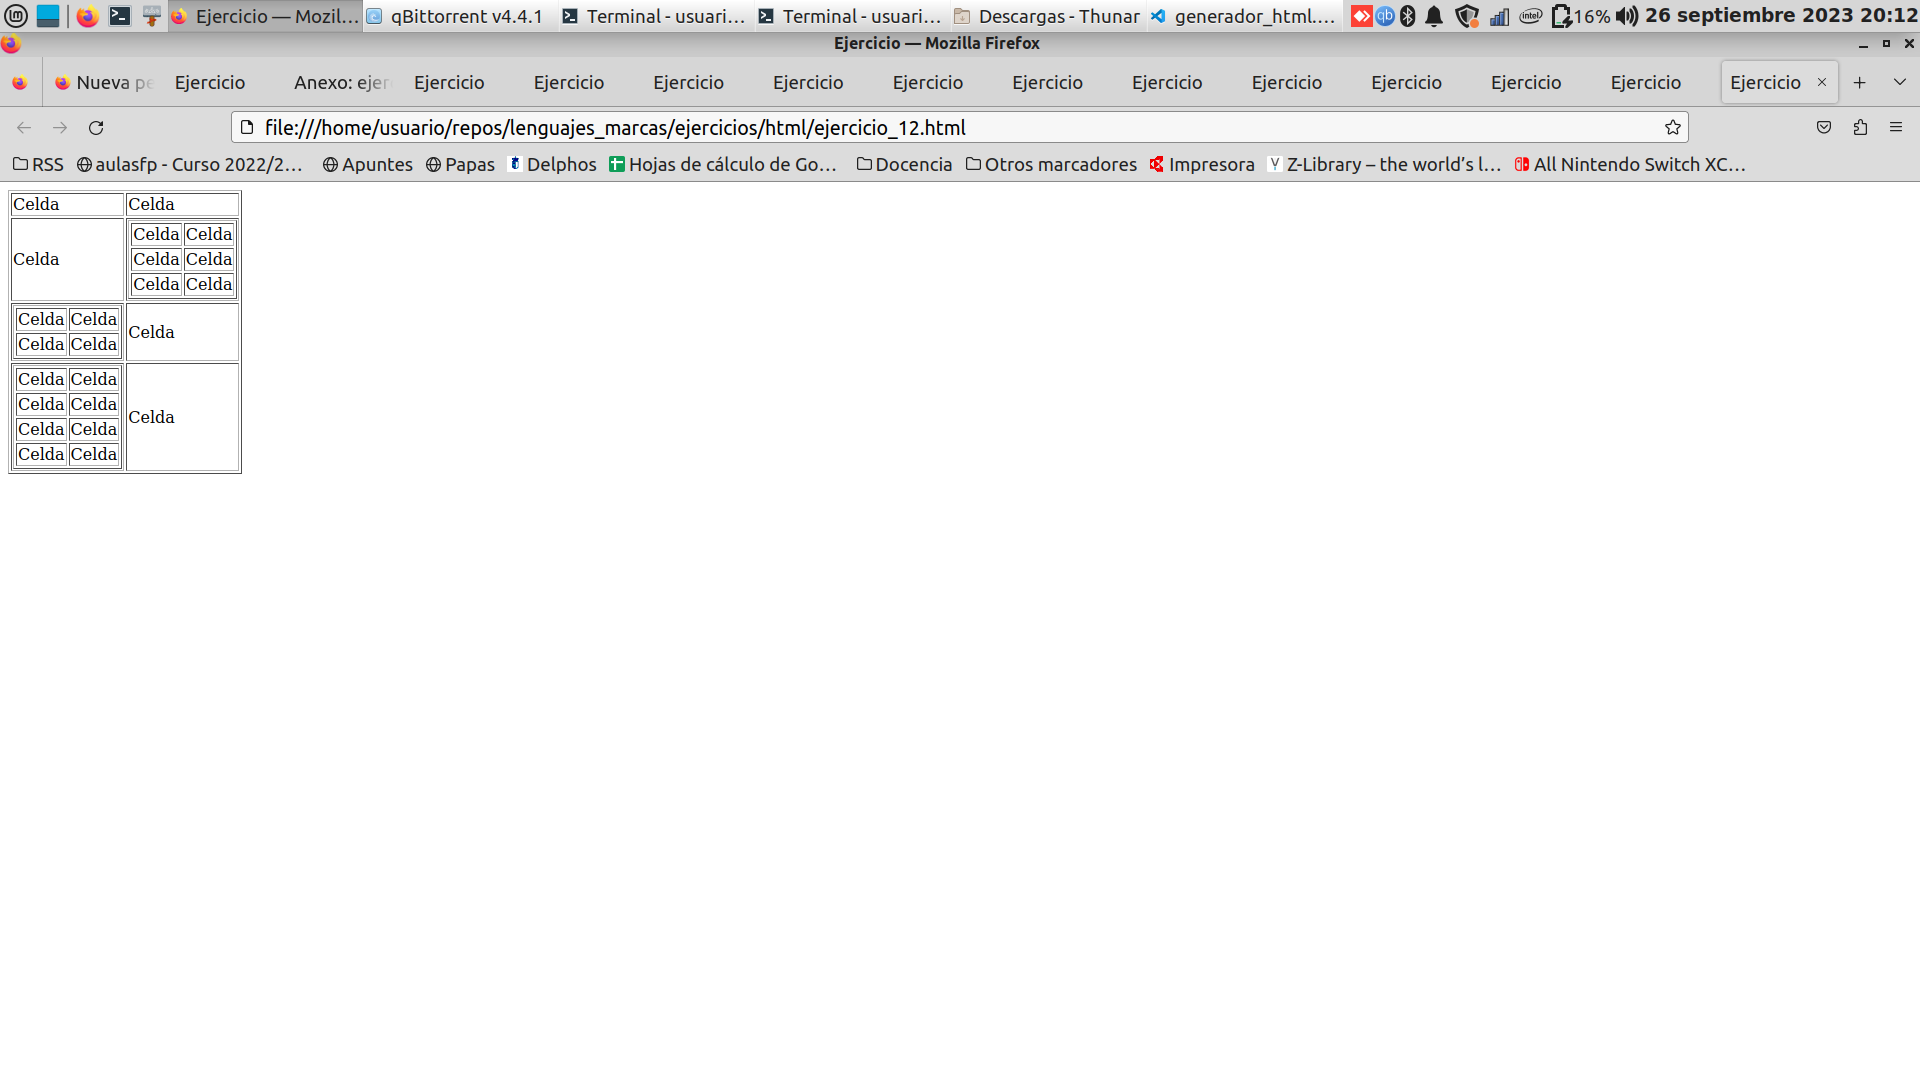 Ejercicio — Mozil... qBittorrent v4.4.1 Terminal - usuari... Terminal - usuari... Descargas - Thunar generador_html.... qb intel 16% 26 septiembre 2023 20:12
Ejercicio — Mozilla Firefox
Nueva pe Ejercicio Anexo: ejer Ejercicio Ejercicio Ejercicio Ejercicio Ejercicio Ejercicio Ejercicio Ejercicio Ejercicio Ejercicio Ejercicio Ejercicio
file:///home/usuario/repos/lenguajes_marcas/ejercicios/html/ejercicio_12.html
RSS aulasfp - Curso 2022/2... Apuntes Papas Delphos Hojas de cálculo de Go... Docencia Otros marcadores Impresora Z-Library – the world's l... All Nintendo Switch XC...
Celda Celda
Celda Celda
Celda
Celda Celda
Celda Celda
Celda Celda
Celda
Celda Celda
Celda Celda
Celda Celda
Celda
Celda Celda
Celda Celda